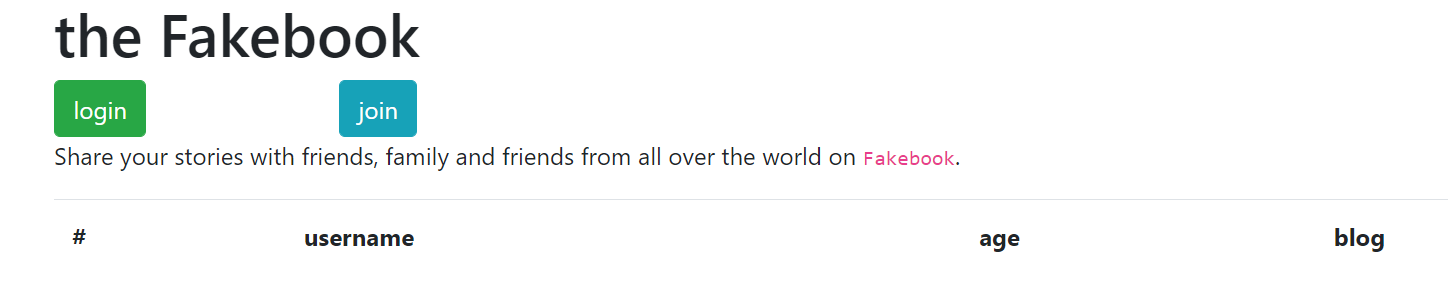 the Fakebook
login join
Share your stories with friends, family and friends from all over the world on Fakebook.
# username age blog